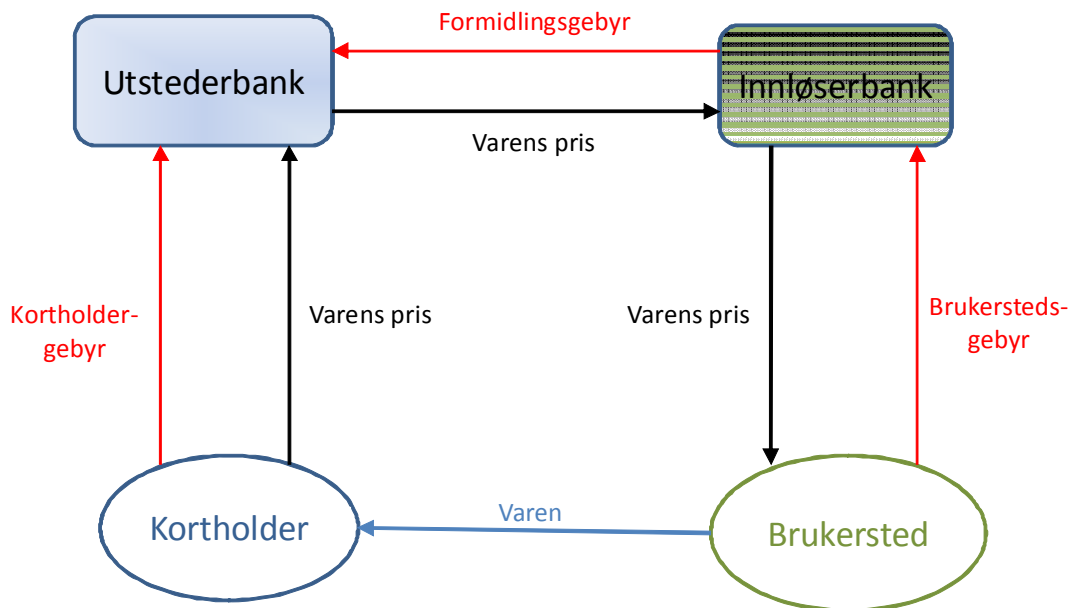 Formidlingsgebyr
Utstederbank
Innløserbank
Varens pris
Kortholder-
gebyr
Varens pris
Varens pris
Brukersteds-
gebyr
Varen
Kortholder
Brukersted